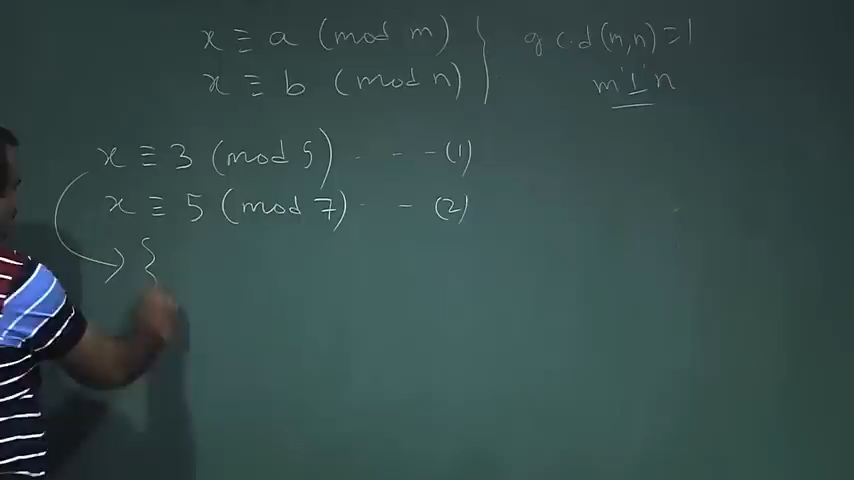 x ≡ a (mod m) } g c.d (m,n) = 1
x ≡ b (mod n) m ⊥ n
x ≡ 3 (mod 5) - - - (1)
x ≡ 5 (mod 7) - - (2)
→ {